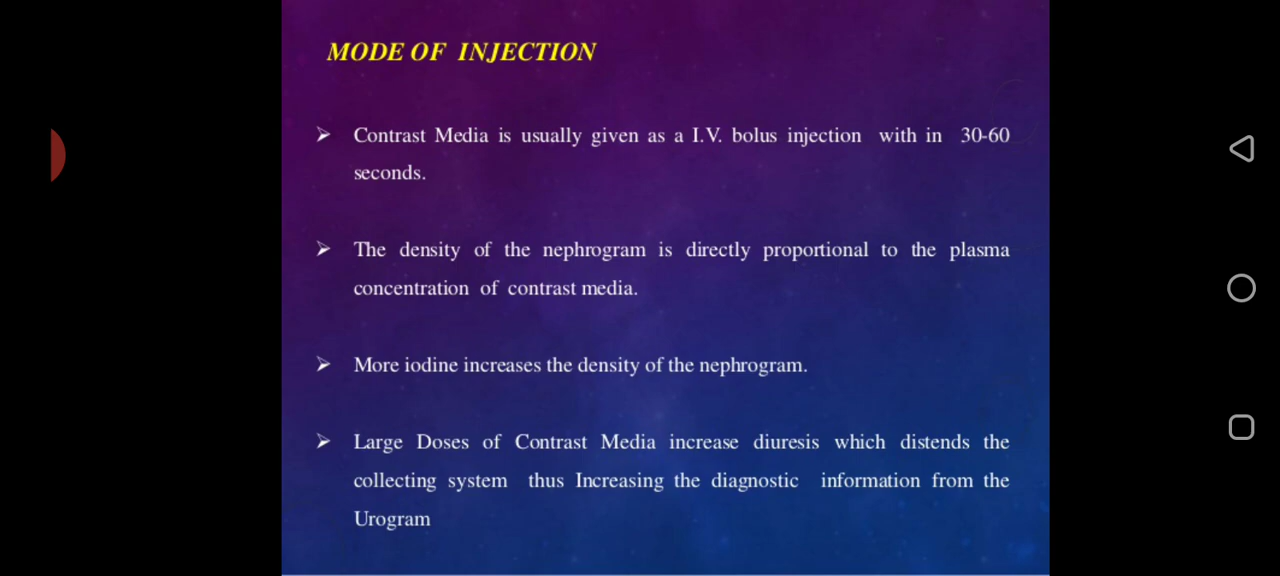 MODE OF INJECTION
Contrast Media is usually given as a I.V. bolus injection with in 30-60
seconds.
The density of the nephrogram is directly proportional to the plasma
concentration of contrast media.
More iodine increases the density of the nephrogram.
Large Doses of Contrast Media increase diuresis which distends the
collecting system thus Increasing the diagnostic information from the
Urogram